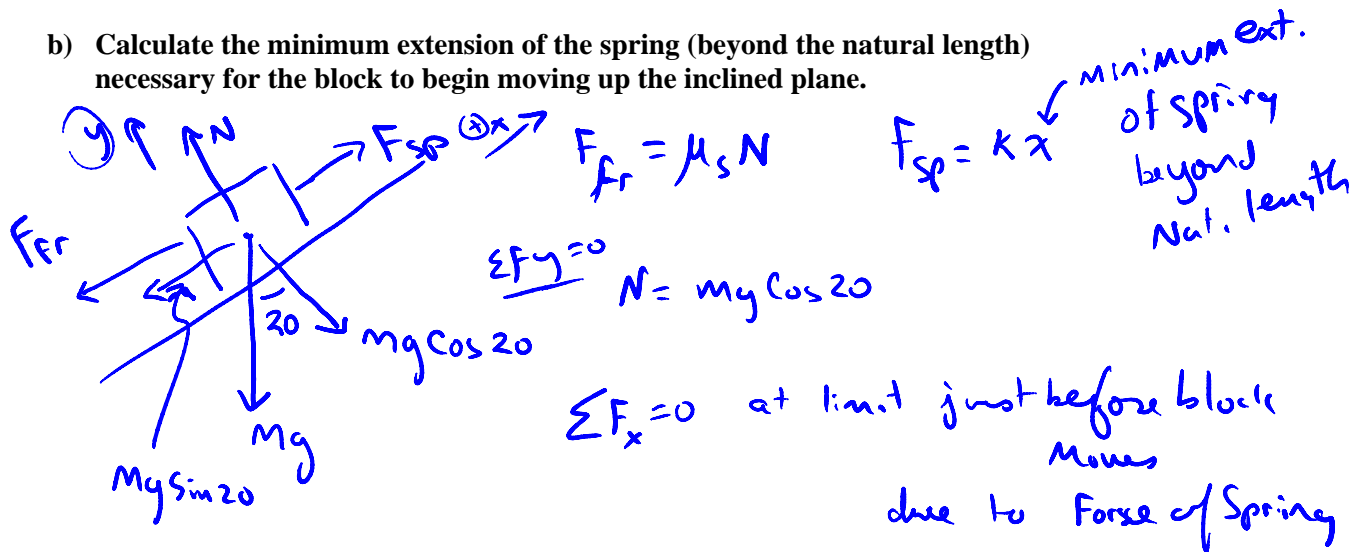 b) Calculate the minimum extension of the spring (beyond the natural length)
necessary for the block to begin moving up the inclined plane.
minimum ext.
of spring
beyond
Nat. length
y
N
Fsp
+x
Ffr = μsN
Fsp = kx
Ffr
ΣFy=0
N = mg Cos 20
20
mg Cos 20
ΣFx=0 at limit just before block
Moves
due to Forse of Spring
Mg
Mg Sin 20